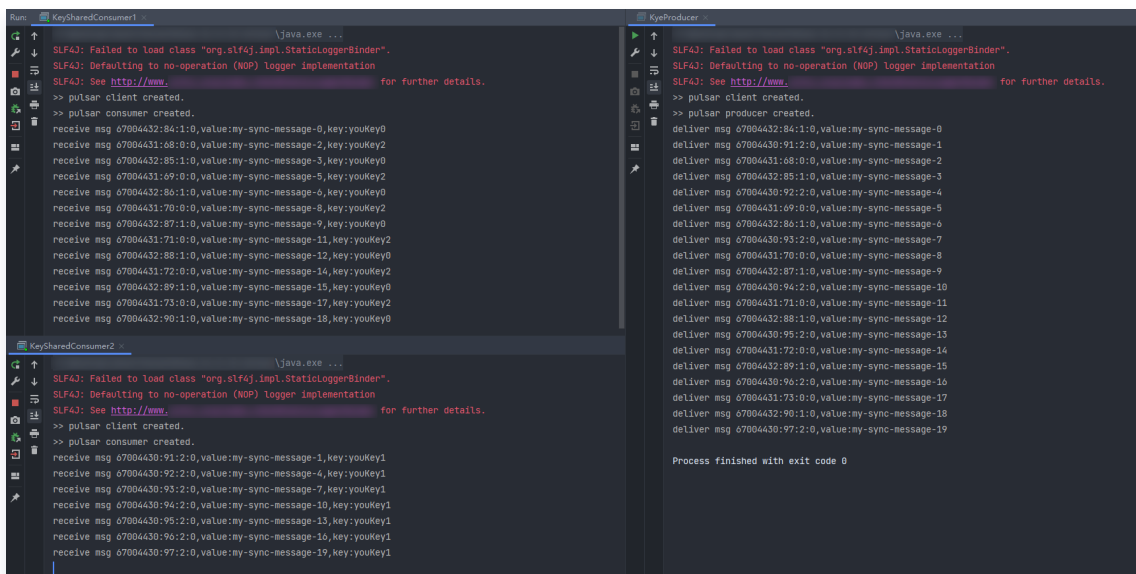 Run: KeySharedConsumer1 ×
\java.exe ...
SLF4J: Failed to load class "org.slf4j.impl.StaticLoggerBinder".
SLF4J: Defaulting to no-operation (NOP) logger implementation
SLF4J: See http://www. for further details.
>> pulsar client created.
>> pulsar consumer created.
receive msg 67004432:84:1:0,value:my-sync-message-0,key:youKey0
receive msg 67004431:68:0:0,value:my-sync-message-2,key:youKey2
receive msg 67004432:85:1:0,value:my-sync-message-3,key:youKey0
receive msg 67004431:69:0:0,value:my-sync-message-5,key:youKey2
receive msg 67004432:86:1:0,value:my-sync-message-6,key:youKey0
receive msg 67004431:70:0:0,value:my-sync-message-8,key:youKey2
receive msg 67004432:87:1:0,value:my-sync-message-9,key:youKey0
receive msg 67004431:71:0:0,value:my-sync-message-11,key:youKey2
receive msg 67004432:88:1:0,value:my-sync-message-12,key:youKey0
receive msg 67004431:72:0:0,value:my-sync-message-14,key:youKey2
receive msg 67004432:89:1:0,value:my-sync-message-15,key:youKey0
receive msg 67004431:73:0:0,value:my-sync-message-17,key:youKey2
receive msg 67004432:90:1:0,value:my-sync-message-18,key:youKey0
KeySharedConsumer2 ×
\java.exe ...
SLF4J: Failed to load class "org.slf4j.impl.StaticLoggerBinder".
SLF4J: Defaulting to no-operation (NOP) logger implementation
SLF4J: See http://www. for further details.
>> pulsar client created.
>> pulsar consumer created.
receive msg 67004430:91:2:0,value:my-sync-message-1,key:youKey1
receive msg 67004430:92:2:0,value:my-sync-message-4,key:youKey1
receive msg 67004430:93:2:0,value:my-sync-message-7,key:youKey1
receive msg 67004430:94:2:0,value:my-sync-message-10,key:youKey1
receive msg 67004430:95:2:0,value:my-sync-message-13,key:youKey1
receive msg 67004430:96:2:0,value:my-sync-message-16,key:youKey1
receive msg 67004430:97:2:0,value:my-sync-message-19,key:youKey1
KyeProducer ×
\java.exe ...
SLF4J: Failed to load class "org.slf4j.impl.StaticLoggerBinder".
SLF4J: Defaulting to no-operation (NOP) logger implementation
SLF4J: See http://www. for further details.
>> pulsar client created.
>> pulsar producer created.
deliver msg 67004432:84:1:0,value:my-sync-message-0
deliver msg 67004430:91:2:0,value:my-sync-message-1
deliver msg 67004431:68:0:0,value:my-sync-message-2
deliver msg 67004432:85:1:0,value:my-sync-message-3
deliver msg 67004430:92:2:0,value:my-sync-message-4
deliver msg 67004431:69:0:0,value:my-sync-message-5
deliver msg 67004432:86:1:0,value:my-sync-message-6
deliver msg 67004430:93:2:0,value:my-sync-message-7
deliver msg 67004431:70:0:0,value:my-sync-message-8
deliver msg 67004432:87:1:0,value:my-sync-message-9
deliver msg 67004430:94:2:0,value:my-sync-message-10
deliver msg 67004431:71:0:0,value:my-sync-message-11
deliver msg 67004432:88:1:0,value:my-sync-message-12
deliver msg 67004430:95:2:0,value:my-sync-message-13
deliver msg 67004431:72:0:0,value:my-sync-message-14
deliver msg 67004432:89:1:0,value:my-sync-message-15
deliver msg 67004430:96:2:0,value:my-sync-message-16
deliver msg 67004431:73:0:0,value:my-sync-message-17
deliver msg 67004432:90:1:0,value:my-sync-message-18
deliver msg 67004430:97:2:0,value:my-sync-message-19
Process finished with exit code 0